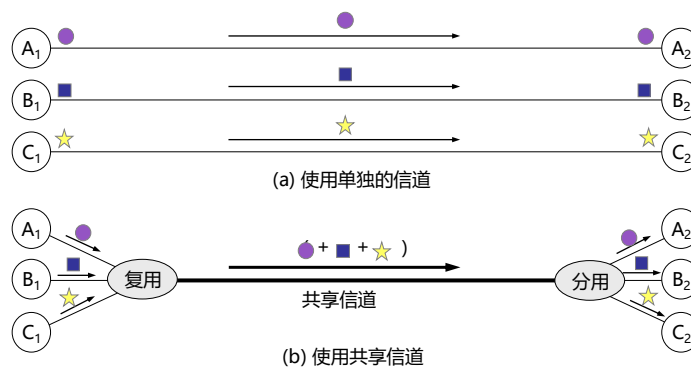 A₁ A₂
B₁ B₂
C₁ C₂
(a) 使用单独的信道
A₁ A₂
( + + )
B₁ 复用 分用 B₂
共享信道
C₁ C₂
(b) 使用共享信道